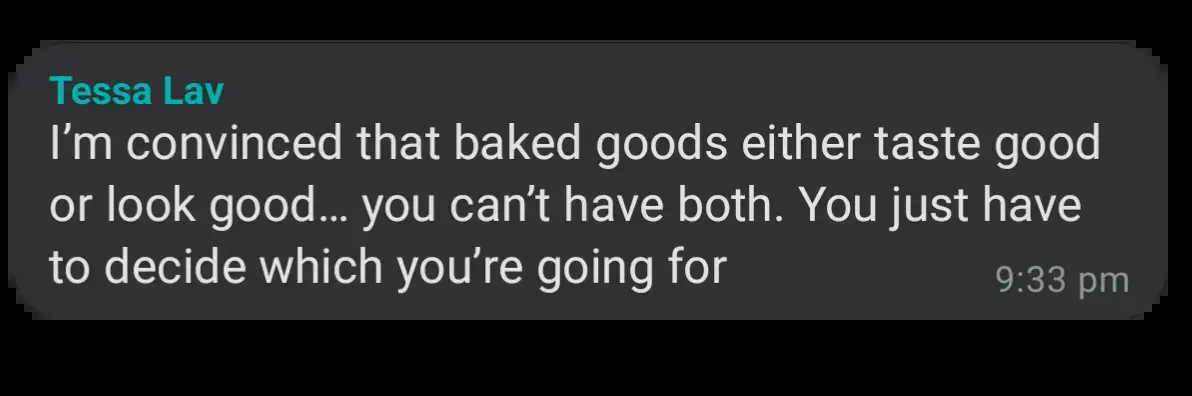 Tessa Lav
I’m convinced that baked goods either taste good
or look good... you can’t have both. You just have
to decide which you’re going for
9:33 pm